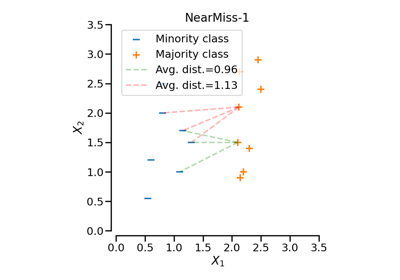 NearMiss-1
Minority class
Majority class
Avg. dist.=0.96
Avg. dist.=1.13
X₂
3.5
3.0
2.5
2.0
1.5
1.0
0.5
0.0
0.0 0.5 1.0 1.5 2.0 2.5 3.0 3.5
X₁